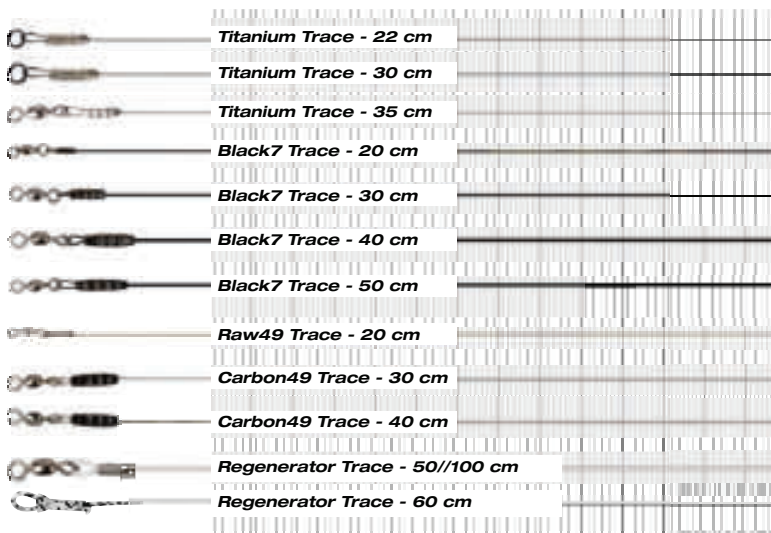 Titanium Trace - 22 cm
Titanium Trace - 30 cm
Titanium Trace - 35 cm
Black7 Trace - 20 cm
Black7 Trace - 30 cm
Black7 Trace - 40 cm
Black7 Trace - 50 cm
Raw49 Trace - 20 cm
Carbon49 Trace - 30 cm
Carbon49 Trace - 40 cm
Regenerator Trace - 50//100 cm
Regenerator Trace - 60 cm